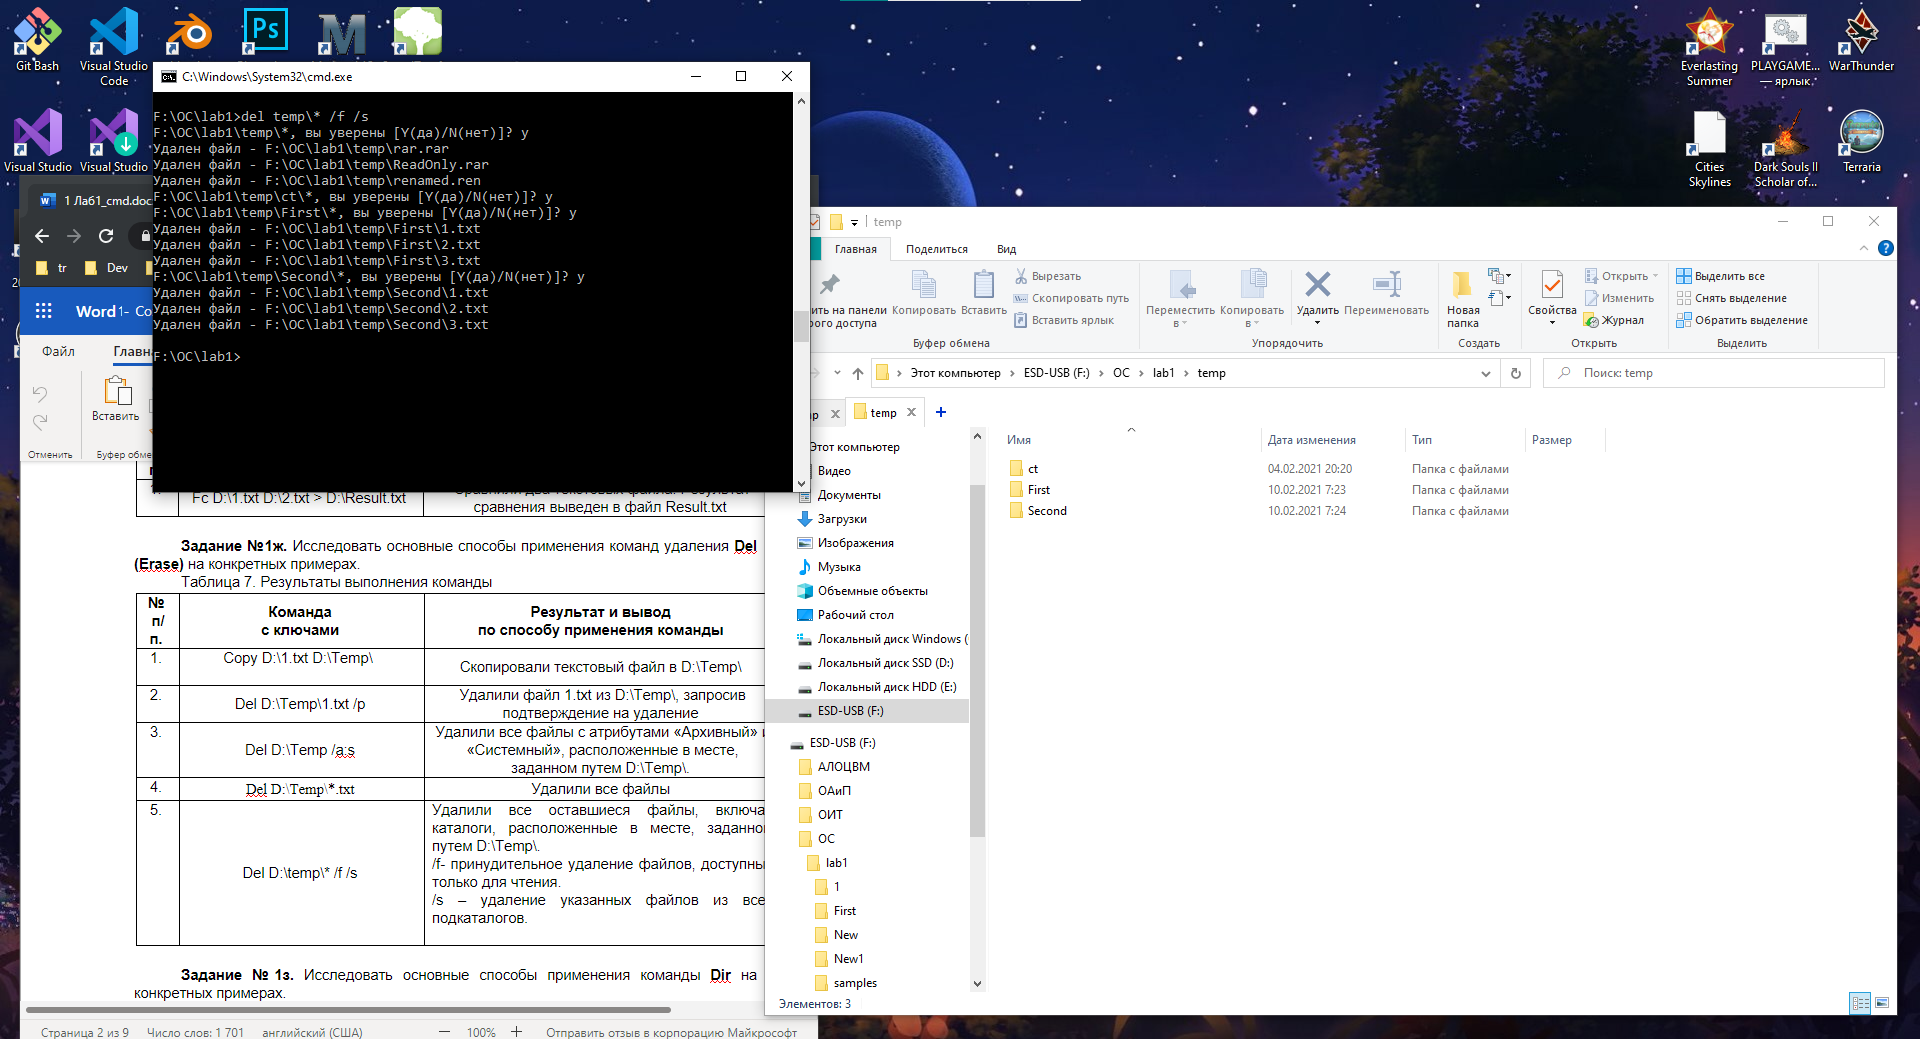 Git Bash
Visual Studio
Code
Ps
Everlasting
Summer
PLAYGAME...
— ярлык.
WarThunder
Visual Studio
Visual Studio
Cities
Skylines
Dark Souls II
Scholar of...
Terraria
C:\Windows\System32\cmd.exe
F:\OC\lab1>del temp\* /f /s
F:\OC\lab1\temp\*, вы уверены [Y(да)/N(нет)]? y
Удален файл - F:\OC\lab1\temp\rar.rar
Удален файл - F:\OC\lab1\temp\ReadOnly.rar
Удален файл - F:\OC\lab1\temp\renamed.ren
F:\OC\lab1\temp\ct\*, вы уверены [Y(да)/N(нет)]? y
F:\OC\lab1\temp\First\*, вы уверены [Y(да)/N(нет)]? y
Удален файл - F:\OC\lab1\temp\First\1.txt
Удален файл - F:\OC\lab1\temp\First\2.txt
Удален файл - F:\OC\lab1\temp\First\3.txt
F:\OC\lab1\temp\Second\*, вы уверены [Y(да)/N(нет)]? y
Удален файл - F:\OC\lab1\temp\Second\1.txt
Удален файл - F:\OC\lab1\temp\Second\2.txt
Удален файл - F:\OC\lab1\temp\Second\3.txt
F:\OC\lab1>
1 Ла61_cmd.doc
tr
Dev
Word 1- Co
Файл
Главн
Вставить
Отменить
Буфер обме
Fc D:\1.txt D:\2.txt > D:\Result.txt
сравнения выведен в файл Result.txt
Задание №1ж. Исследовать основные способы применения команд удаления Del
(Erase) на конкретных примерах.
Таблица 7. Результаты выполнения команды
№
п/
п.
Команда
с ключами
Результат и вывод
по способу применения команды
1.
Copy D:\1.txt D:\Temp\
Скопировали текстовый файл в D:\Temp\
2.
Del D:\Temp\1.txt /p
Удалили файл 1.txt из D:\Temp\, запросив
подтверждение на удаление
3.
Del D:\Temp /a:s
Удалили все файлы с атрибутами «Архивный» и
«Системный», расположенные в месте,
заданном путем D:\Temp\.
4.
Del D:\Temp\*.txt
Удалили все файлы
5.
Del D:\temp\* /f /s
Удалили все оставшиеся файлы, включа
каталоги, расположенные в месте, заданно
путем D:\Temp\.
/f- принудительное удаление файлов, доступны
только для чтения.
/s – удаление указанных файлов из все
подкаталогов.
Задание № 1з. Исследовать основные способы применения команды Dir на
конкретных примерах.
Страница 2 из 9
Число слов: 1 701
английский (США)
100%
Отправить отзыв в корпорацию Майкрософт
temp
Главная
Поделиться
Вид
ить на панели
рого доступа
Копировать
Вставить
Вырезать
Скопировать путь
Вставить ярлык
Буфер обмена
Переместить
в
Копировать
в
Удалить
Переименовать
Упорядочить
Новая
папка
Создать
Свойства
Открыть
Изменить
Журнал
Открыть
Выделить все
Снять выделение
Обратить выделение
Выделить
Этот компьютер
ESD-USB (F:)
ОС
lab1
temp
Поиск: temp
mp
temp
Этот компьютер
Видео
Документы
Загрузки
Изображения
Музыка
Объемные объекты
Рабочий стол
Локальный диск Windows (
Локальный диск SSD (D:)
Локальный диск HDD (E:)
ESD-USB (F:)
ESD-USB (F:)
АЛОЦВМ
ОАиП
ОИТ
ОС
lab1
1
First
New
New1
samples
Имя
Дата изменения
Тип
Размер
ct
04.02.2021 20:20
Папка с файлами
First
10.02.2021 7:23
Папка с файлами
Second
10.02.2021 7:24
Папка с файлами
Элементов: 3